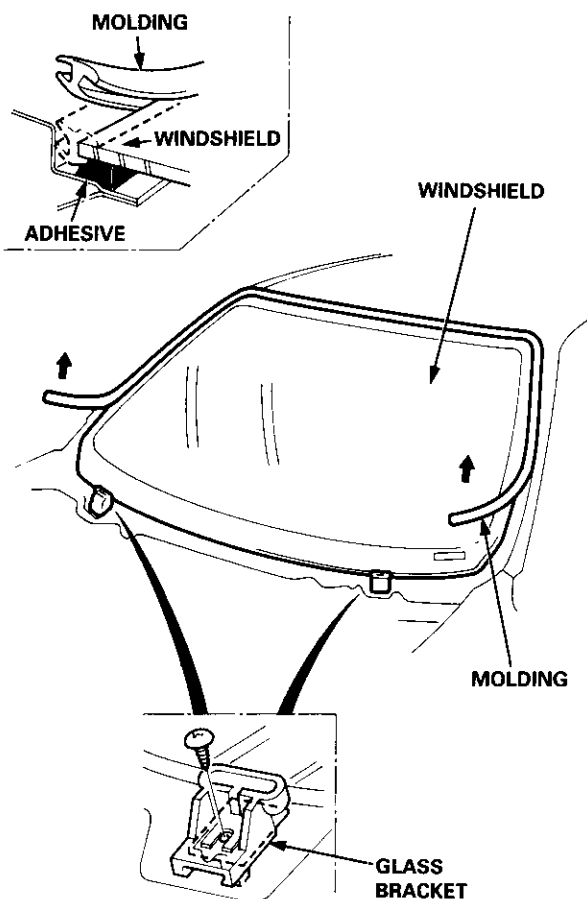 MOLDING
WINDSHIELD
ADHESIVE
WINDSHIELD
MOLDING
GLASS
BRACKET